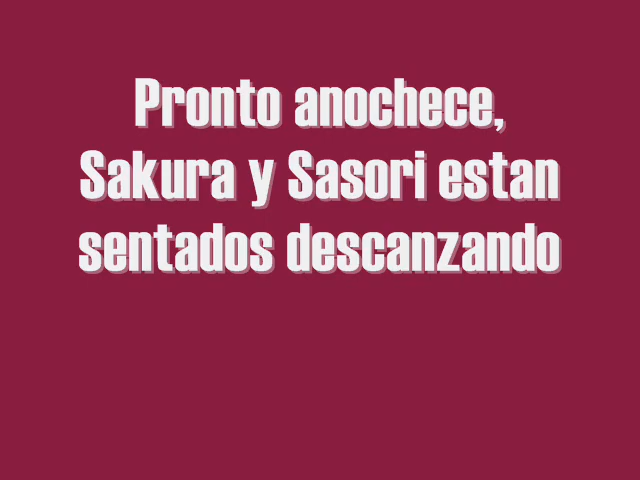 Pronto anochece,
Sakura y Sasori estan
sentados descanzando